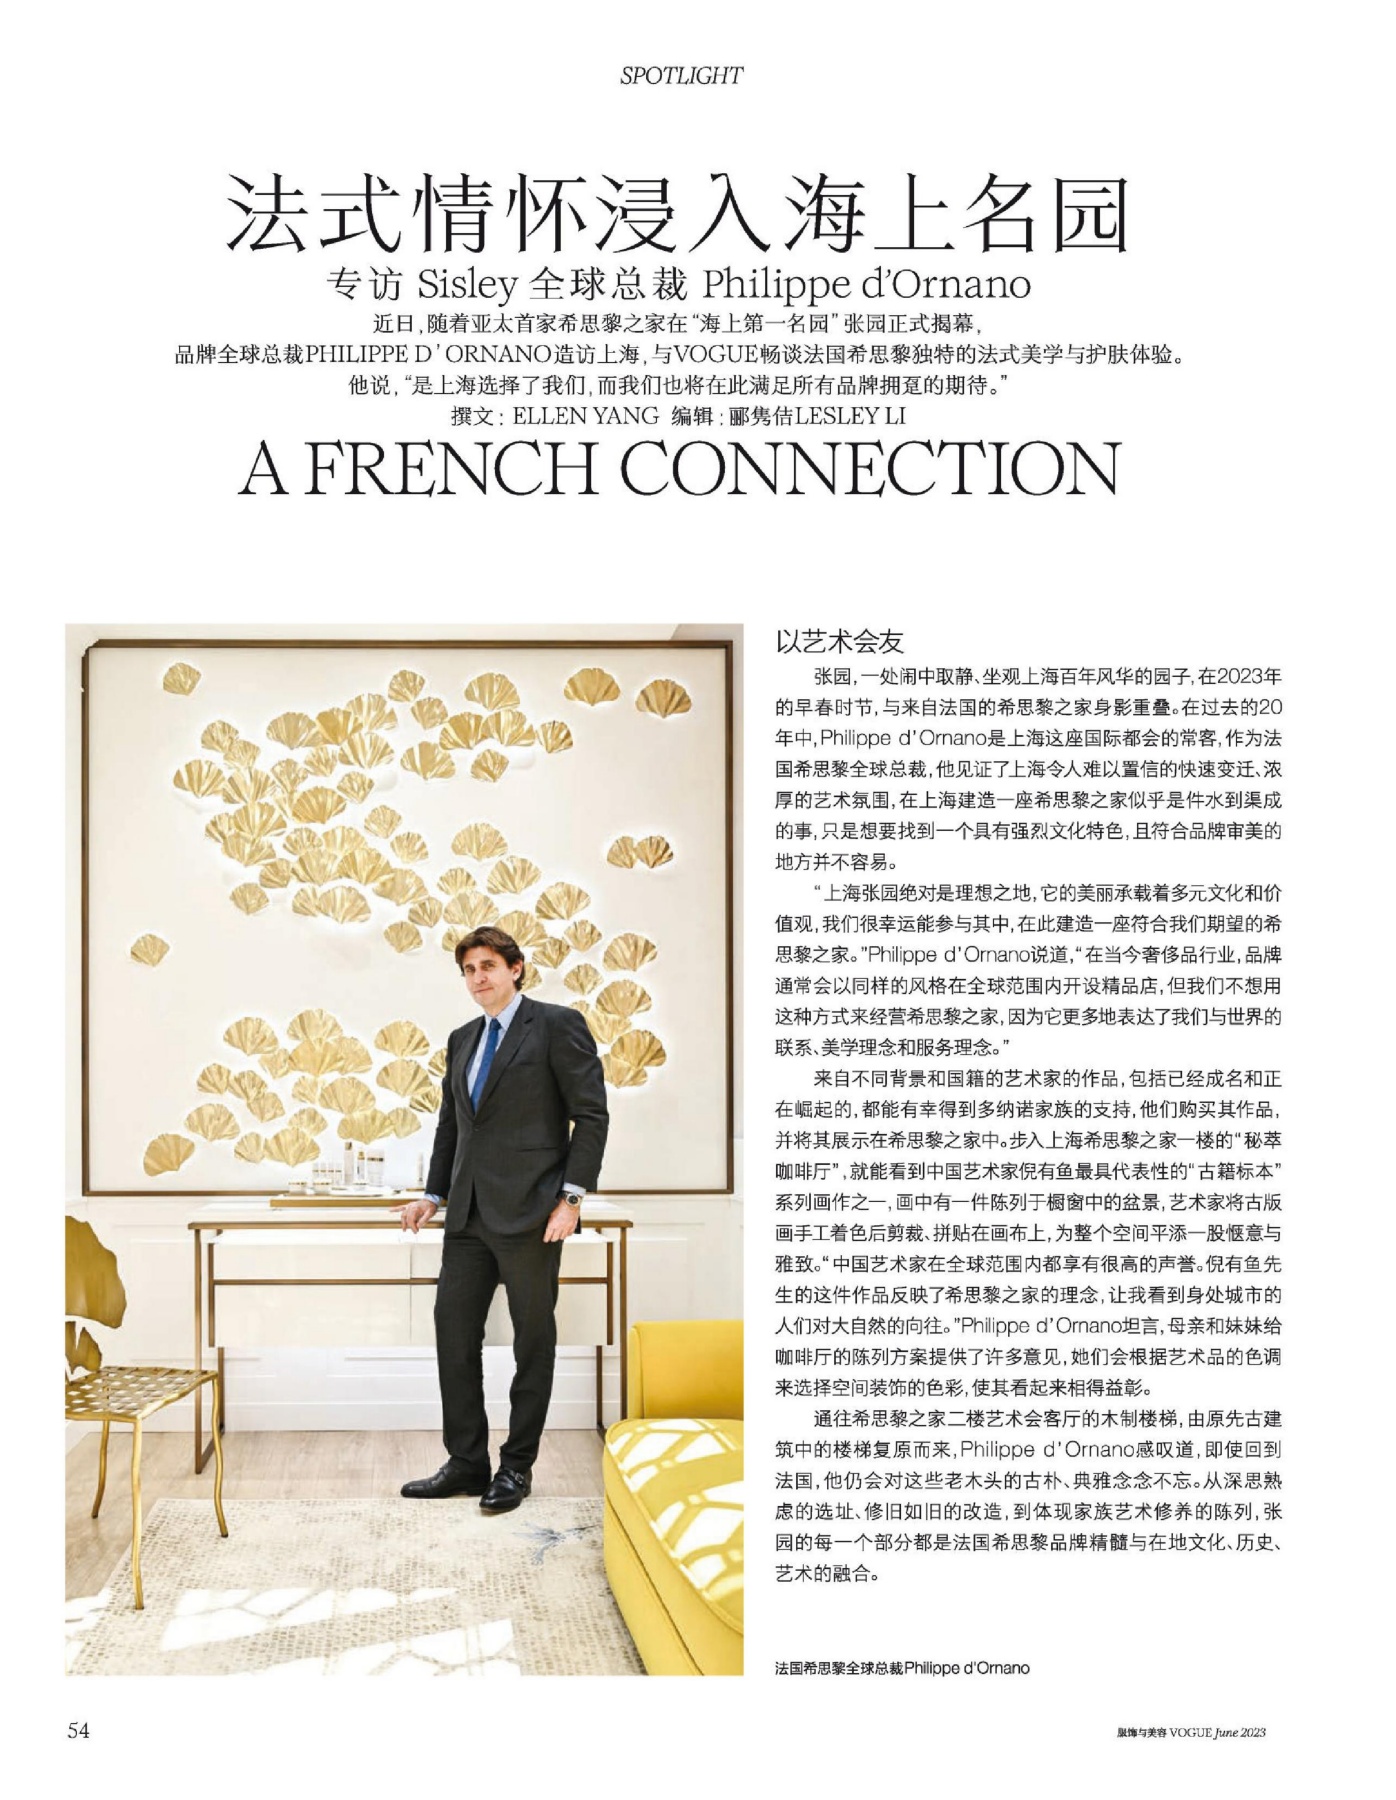 SPOTLIGHT
法式情怀浸入海上名园
专访 Sisley 全球总裁 Philippe d’Ornano
近日,随着亚太首家希思黎之家在“海上第一名园”张园正式揭幕,
品牌全球总裁PHILIPPE D’ORNANO造访上海,与VOGUE畅谈法国希思黎独特的法式美学与护肤体验。
他说,“是上海选择了我们,而我们也将在此满足所有品牌拥趸的期待。”
撰文: ELLEN YANG 编辑:郦隽佶LESLEY LI
A FRENCH CONNECTION
以艺术会友
张园,一处闹中取静、坐观上海百年风华的园子,在2023年
的早春时节,与来自法国的希思黎之家身影重叠。在过去的20
年中,Philippe d’Ornano是上海这座国际都会的常客,作为法
国希思黎全球总裁,他见证了上海令人难以置信的快速变迁、浓
厚的艺术氛围,在上海建造一座希思黎之家似乎是件水到渠成
的事,只是想要找到一个具有强烈文化特色,且符合品牌审美的
地方并不容易。
“上海张园绝对是理想之地,它的美丽承载着多元文化和价
值观,我们很幸运能参与其中,在此建造一座符合我们期望的希
思黎之家。”Philippe d'Ornano说道,“在当今奢侈品行业,品牌
通常会以同样的风格在全球范围内开设精品店,但我们不想用
这种方式来经营希思黎之家,因为它更多地表达了我们与世界的
联系、美学理念和服务理念。”
来自不同背景和国籍的艺术家的作品,包括已经成名和正
在崛起的,都能有幸得到多纳诺家族的支持,他们购买其作品,
并将其展示在希思黎之家中。步入上海希思黎之家一楼的“秘萃
咖啡厅”,就能看到中国艺术家倪有鱼最具代表性的“古籍标本”
系列画作之一,画中有一件陈列于橱窗中的盆景,艺术家将古版
画手工着色后剪裁、拼贴在画布上,为整个空间平添一股惬意与
雅致。“中国艺术家在全球范围内都享有很高的声誉。倪有鱼先
生的这件作品反映了希思黎之家的理念,让我看到身处城市的
人们对大自然的向往。”Philippe d’Ornano坦言,母亲和妹妹给
咖啡厅的陈列方案提供了许多意见,她们会根据艺术品的色调
来选择空间装饰的色彩,使其看起来相得益彰。
通往希思黎之家二楼艺术会客厅的木制楼梯,由原先古建
筑中的楼梯复原而来,Philippe d'Ornano感叹道,即使回到
法国,他仍会对这些老木头的古朴、典雅念念不忘。从深思熟
虑的选址、修旧如旧的改造,到体现家族艺术修养的陈列,张
园的每一个部分都是法国希思黎品牌精髓与在地文化、历史、
艺术的融合。
法国希思黎全球总裁Philippe d'Ornano
54
服饰与美容 VOGUE June 2023